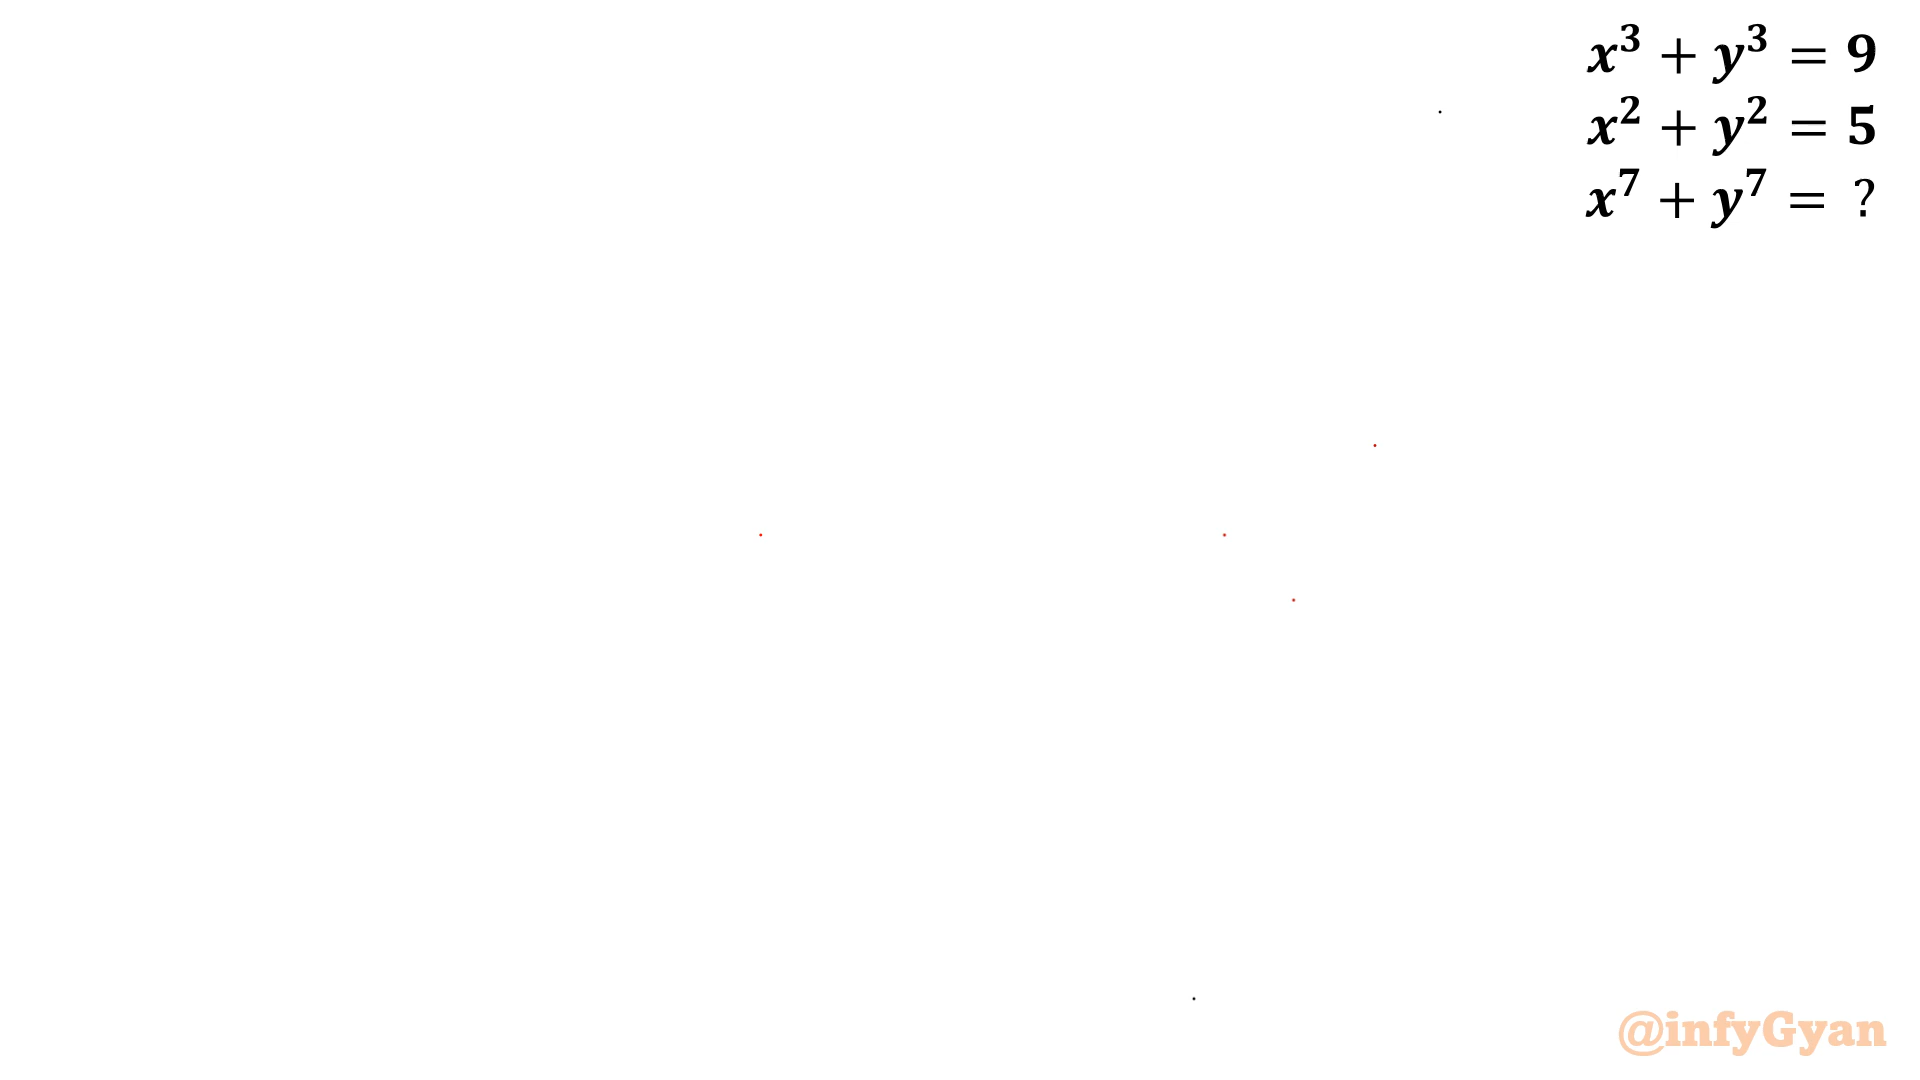 x³ + y³ = 9
x² + y² = 5
x⁷ + y⁷ = ?
@infyGyan